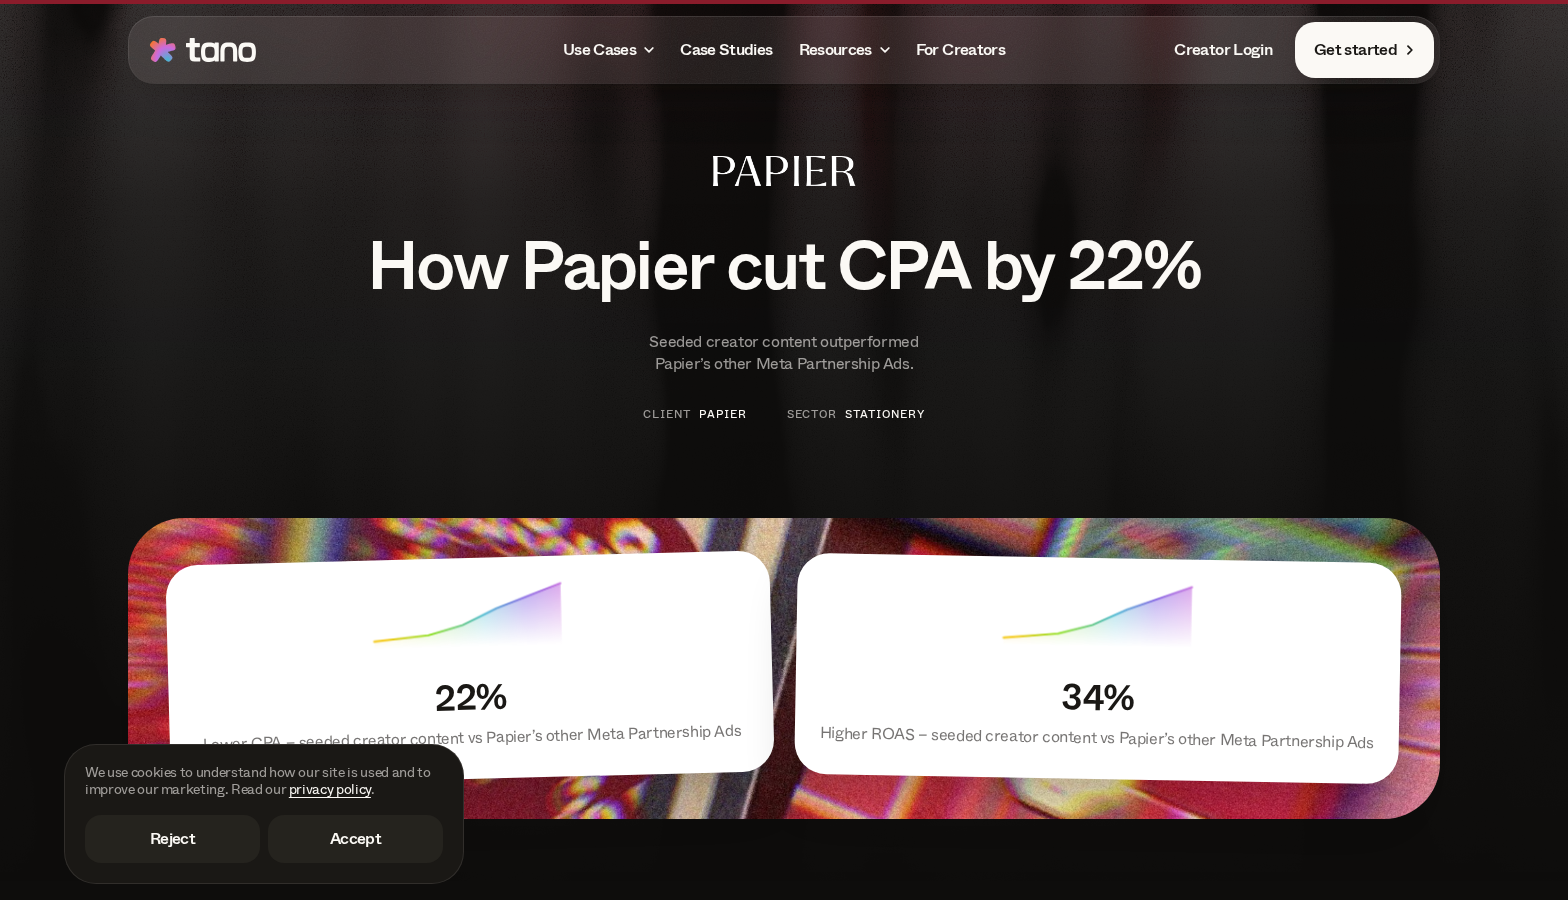 tano
Use Cases
Case Studies
Resources
For Creators
Creator Login
Get started
PAPIER
How Papier cut CPA by 22%
Seeded creator content outperformed
Papier's other Meta Partnership Ads.
CLIENT PAPIER
SECTOR STATIONERY
22%
Lower CPA – seeded creator content vs Papier's other Meta Partnership Ads
34%
Higher ROAS – seeded creator content vs Papier's other Meta Partnership Ads
We use cookies to understand how our site is used and to
improve our marketing. Read our privacy policy.
Reject
Accept